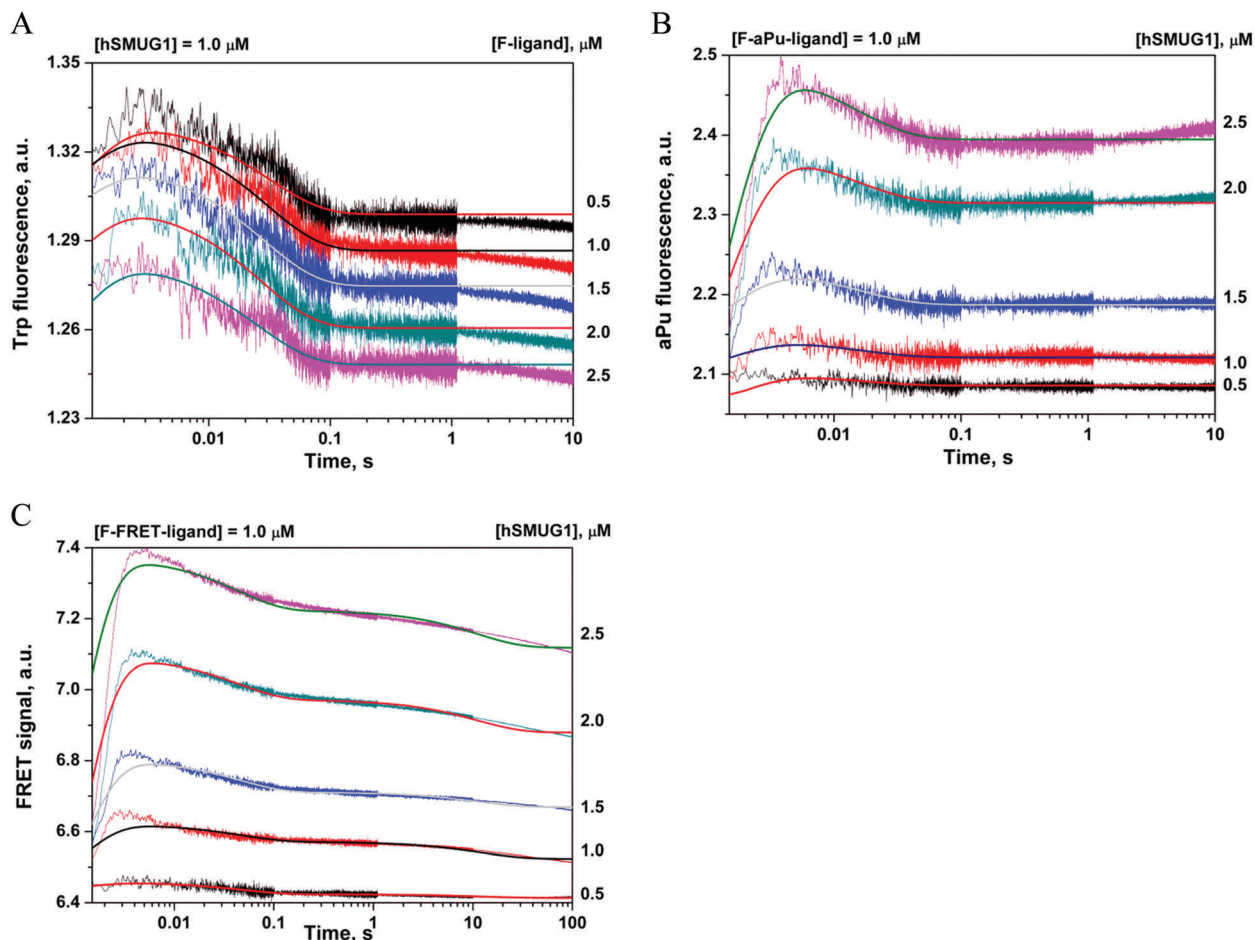 A
[hSMUG1] = 1.0 μM [F-ligand], μM
1.35
1.32
1.29
1.26
1.23
Trp fluorescence, a.u.
0.5
1.0
1.5
2.0
2.5
0.01 0.1 1 10
Time, s
B
[F-aPu-ligand] = 1.0 μM [hSMUG1], μM
2.5
2.4
2.3
2.2
2.1
aPu fluorescence, a.u.
2.5
2.0
1.5
1.0
0.5
0.01 0.1 1 10
Time, s
C
[F-FRET-ligand] = 1.0 μM [hSMUG1], μM
7.4
7.2
7.0
6.8
6.6
6.4
FRET signal, a.u.
2.5
2.0
1.5
1.0
0.5
0.01 0.1 1 10 100
Time, s